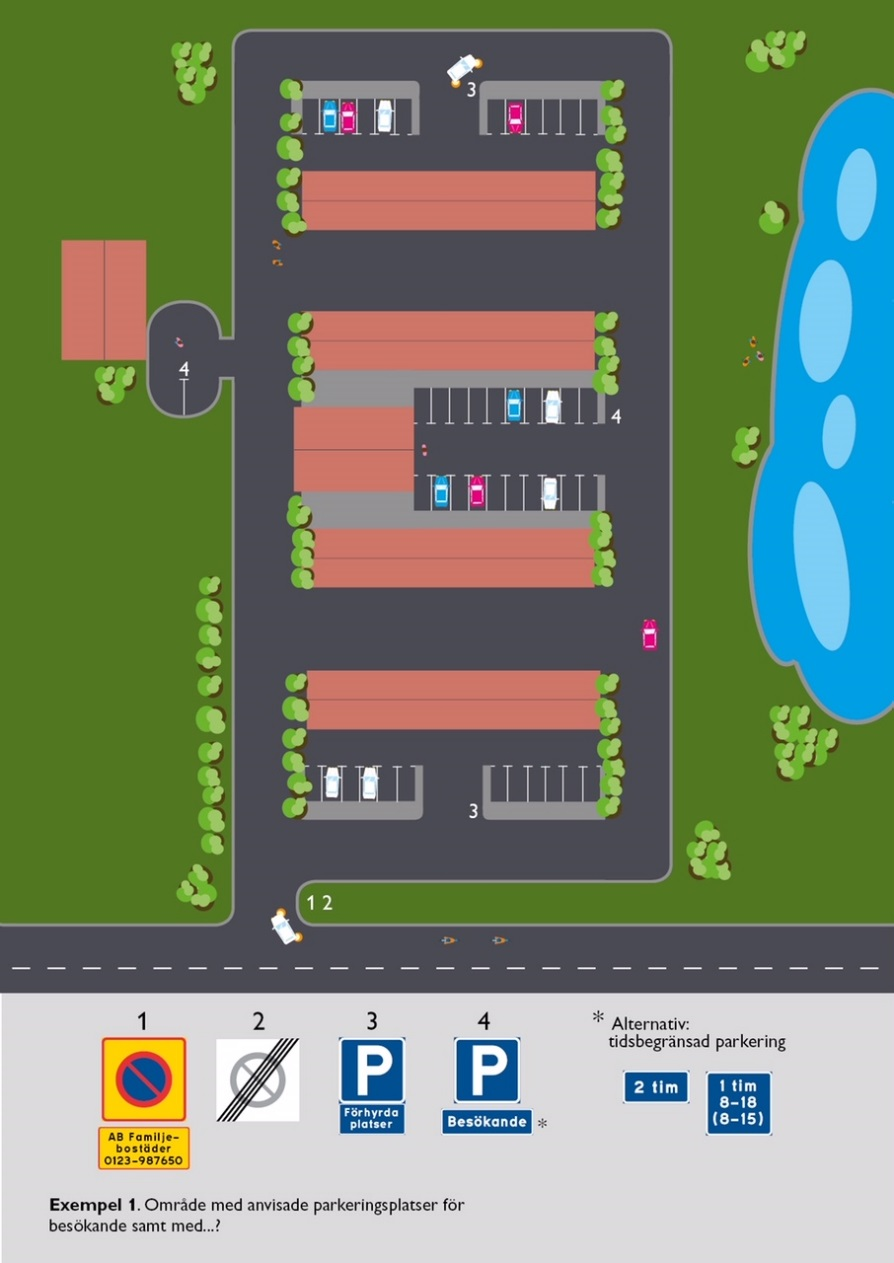 3
4
4
3
1 2
1
2
3
4
* Alternativ:
tidsbegränsad parkering
AB Familje-
bostäder
0123-987650
P
Förhyrda
platser
P
Besökande *
2 tim
1 tim
8-18
(8-15)
Exempel 1. Område med anvisade parkeringsplatser för
besökande samt med...?